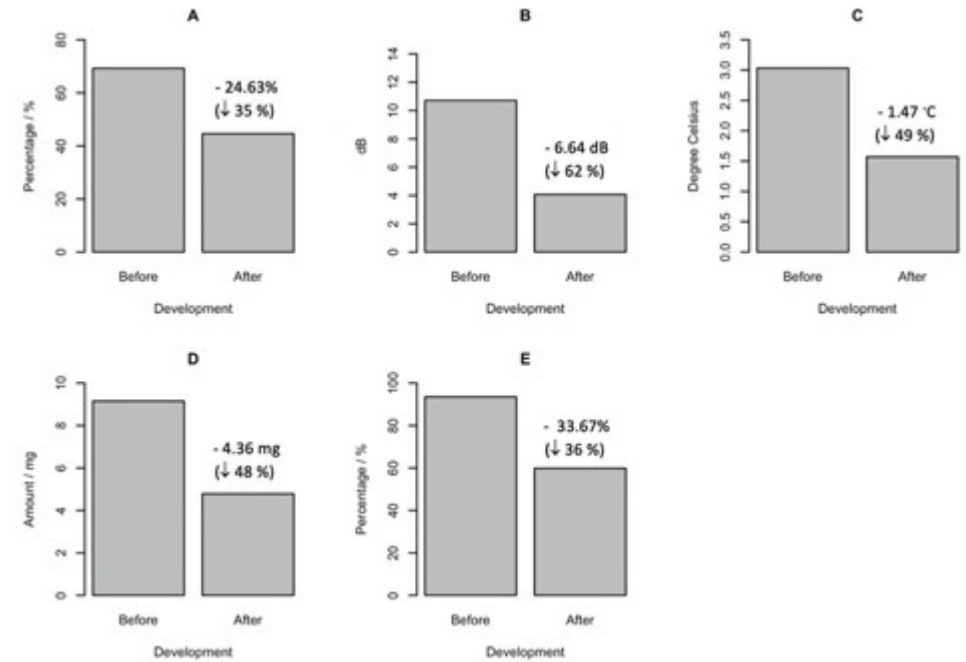 A
Percentage / %
80
60
40
20
0
- 24.63%
(↓ 35 %)
Before After
Development
B
dB
14
12
10
8
6
4
2
0
- 6.64 dB
(↓ 62 %)
Before After
Development
C
Degree Celsius
3.5
3.0
2.5
2.0
1.5
1.0
0.5
0.0
- 1.47 °C
(↓ 49 %)
Before After
Development
D
Amount / mg
10
8
6
4
2
0
- 4.36 mg
(↓ 48 %)
Before After
Development
E
Percentage / %
100
80
60
40
20
0
- 33.67%
(↓ 36 %)
Before After
Development